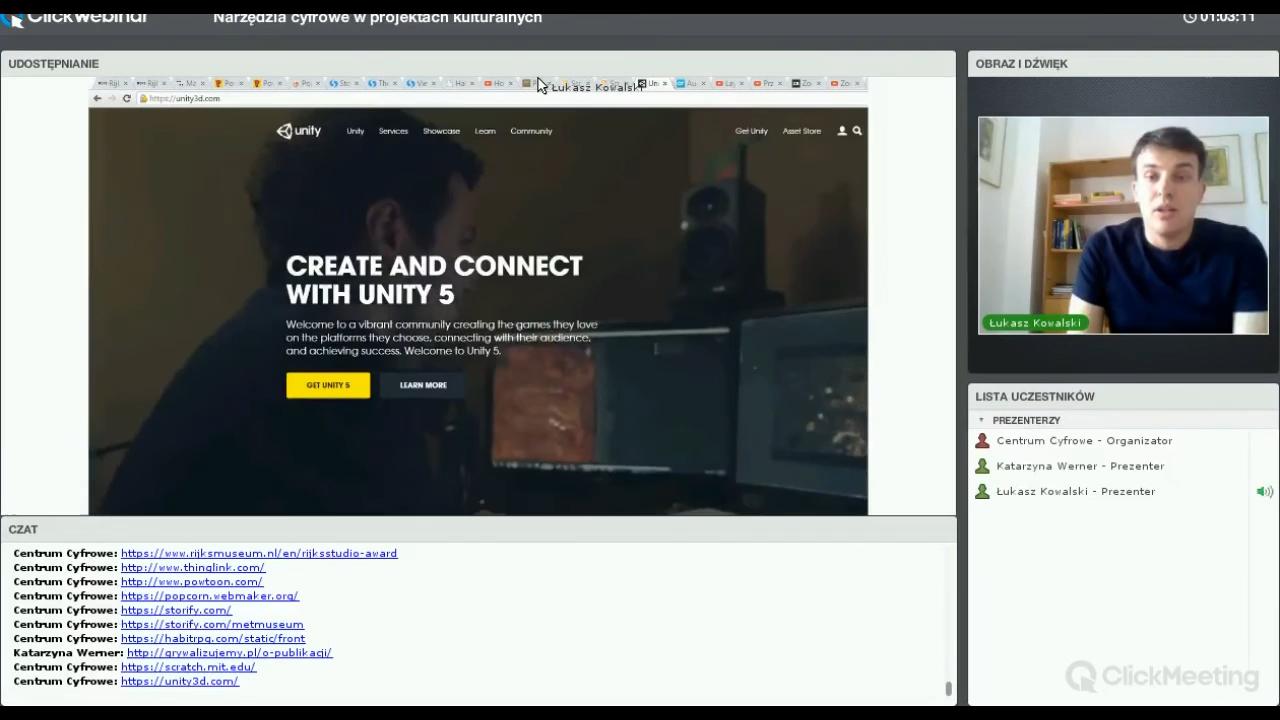 ClickWebinar
Narzędzia cyfrowe w projektach kulturalnych
01:03:11
UDOSTĘPNIANIE
Łukasz Kowalski
https://unity3d.com
unity
Unity Services Showcase Learn Community
Get Unity Asset Store
CREATE AND CONNECT
WITH UNITY 5
Welcome to a vibrant community creating the games they love
on the platforms they choose, connecting with their audience,
and achieving success. Welcome to Unity 5.
GET UNITY 5
LEARN MORE
OBRAZ I DŹWIĘK
Łukasz Kowalski
LISTA UCZESTNIKÓW
PREZENTERZY
Centrum Cyfrowe - Organizator
Katarzyna Werner - Prezenter
Łukasz Kowalski - Prezenter
CZAT
Centrum Cyfrowe: https://www.rijksmuseum.nl/en/rijksstudio-award
Centrum Cyfrowe: http://www.thinglink.com/
Centrum Cyfrowe: http://www.powtoon.com/
Centrum Cyfrowe: https://popcorn.webmaker.org/
Centrum Cyfrowe: https://storify.com/
Centrum Cyfrowe: https://storify.com/metmuseum
Centrum Cyfrowe: https://habitrpg.com/static/front
Katarzyna Werner: http://grywalizujemy.pl/o-publikacji/
Centrum Cyfrowe: https://scratch.mit.edu/
Centrum Cyfrowe: https://unity3d.com/
ClickMeeting